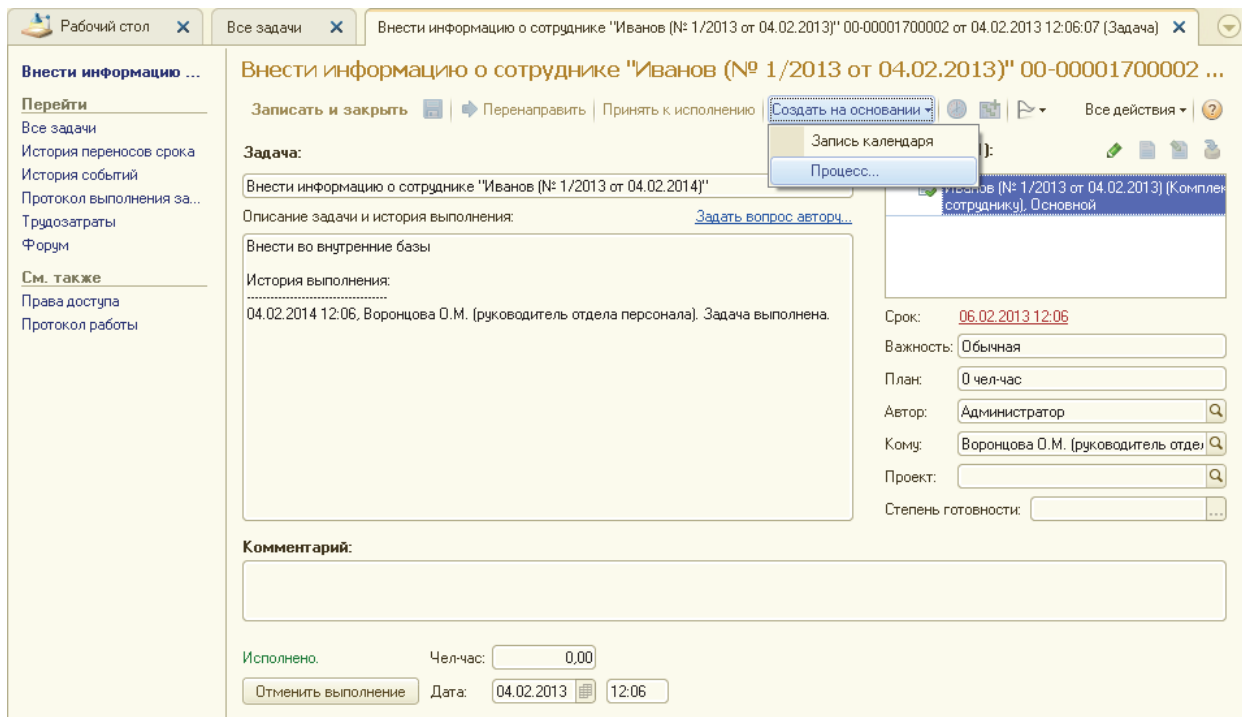 Рабочий стол
Все задачи
Внести информацию о сотруднике "Иванов (№ 1/2013 от 04.02.2013)" 00-00001700002 от 04.02.2013 12:06:07 (Задача)
Внести информацию ...
Перейти
Все задачи
История переносов срока
История событий
Протокол выполнения за...
Трудозатраты
Форум
См. также
Права доступа
Протокол работы
Внести информацию о сотруднике "Иванов (№ 1/2013 от 04.02.2013)" 00-00001700002 ...
Записать и закрыть
Перенаправить
Принять к исполнению
Создать на основании
Все действия
Запись календаря
Процесс...
Задача:
Внести информацию о сотруднике "Иванов (№ 1/2013 от 04.02.2014)"
Описание задачи и история выполнения:
Задать вопрос автору...
Внести во внутренние базы
История выполнения:
-----------------------------------
04.02.2014 12:06, Воронцова О.М. (руководитель отдела персонала). Задача выполнена.
):
Иванов (№ 1/2013 от 04.02.2013) (Комплек
сотруднику), Основной
Срок: 06.02.2013 12:06
Важность: Обычная
План: 0 чел-час
Автор: Администратор
Кому: Воронцова О.М. (руководитель отде
Проект:
Степень готовности: ...
Комментарий:
Исполнено. Чел-час: 0,00
Отменить выполнение Дата: 04.02.2013 12:06